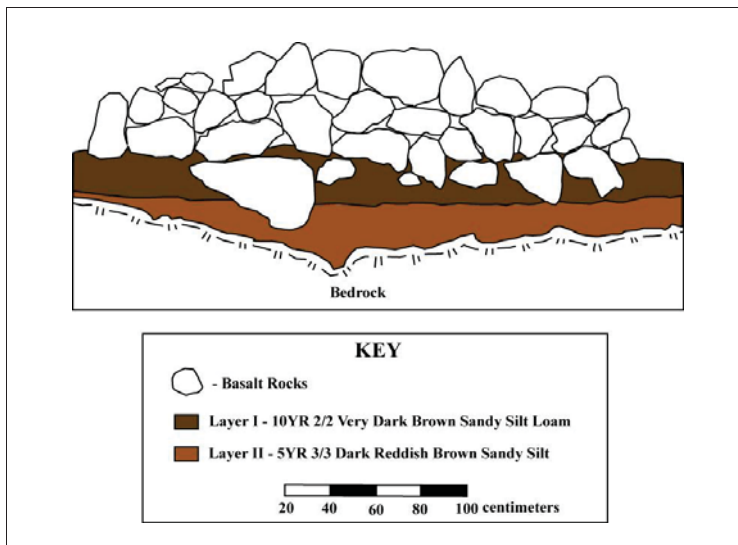 Bedrock
KEY
- Basalt Rocks
Layer I - 10YR 2/2 Very Dark Brown Sandy Silt Loam
Layer II - 5YR 3/3 Dark Reddish Brown Sandy Silt
20 40 60 80 100 centimeters